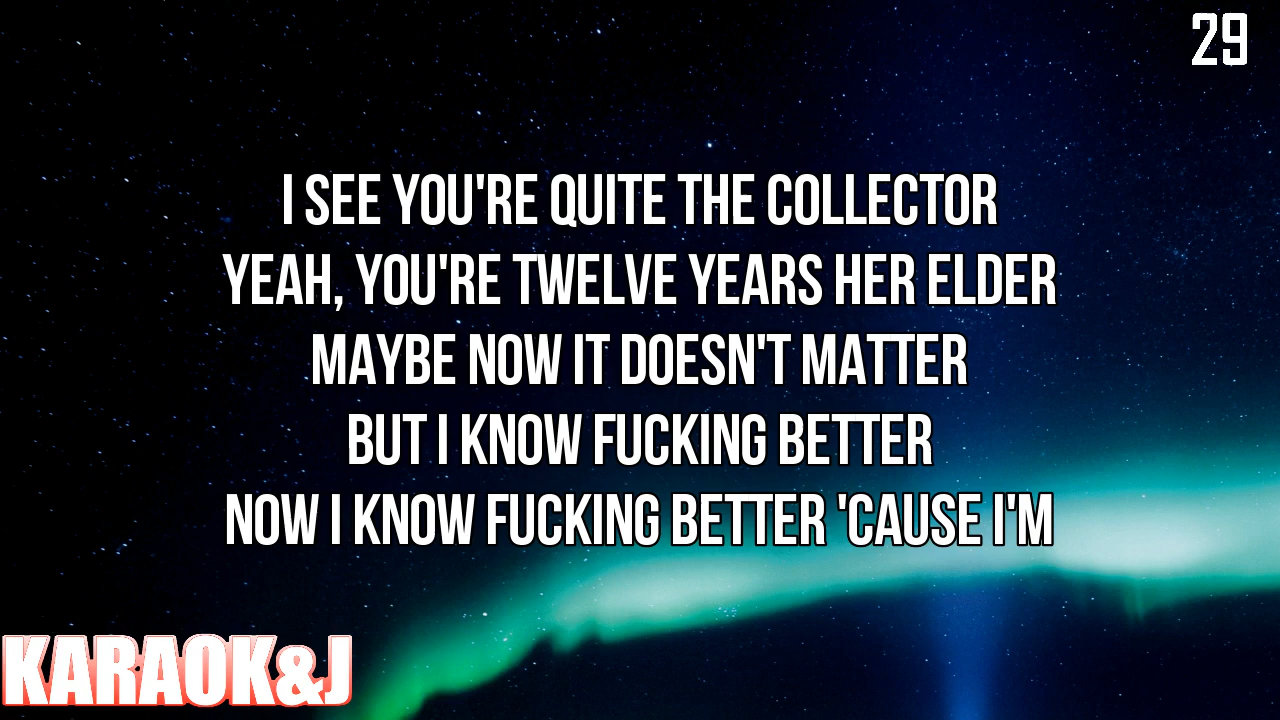 29
I SEE YOU'RE QUITE THE COLLECTOR
YEAH, YOU'RE TWELVE YEARS HER ELDER
MAYBE NOW IT DOESN'T MATTER
BUT I KNOW FUCKING BETTER
NOW I KNOW FUCKING BETTER 'CAUSE I'M
KARAOK&J